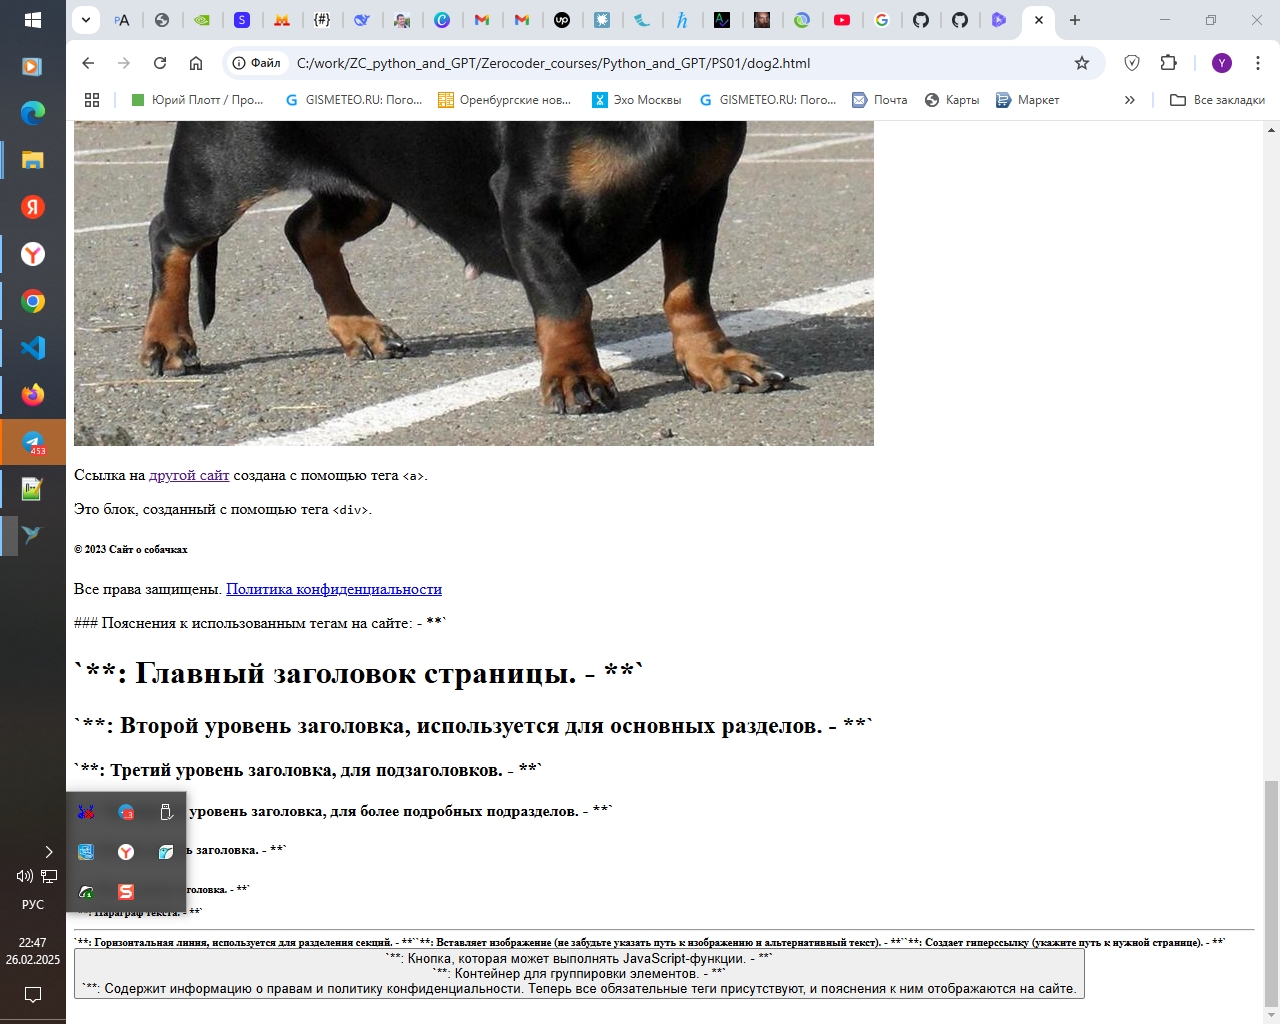 Файл
C:/work/ZC_python_and_GPT/Zerocoder_courses/Python_and_GPT/PS01/dog2.html
Юрий Плотт / Про...
GISMETEO.RU: Пого...
Оренбургские нов...
Эхо Москвы
GISMETEO.RU: Пого...
Почта
Карты
Маркет
Все закладки
Ссылка на другой сайт создана с помощью тега <a>.
Это блок, созданный с помощью тега <div>.
© 2023 Сайт о собачках
Все права защищены. Политика конфиденциальности
### Пояснения к использованным тегам на сайте: - **`
`**: Главный заголовок страницы. - **`
`**: Второй уровень заголовка, используется для основных разделов. - **`
`**: Третий уровень заголовка, для подзаголовков. - **`
уровень заголовка, для более подробных подразделов. - **`
заголовка. - **`
головка. - **`
`**: Параграф текста. - **`
`**: Горизонтальная линия, используется для разделения секций. - **``**: Вставляет изображение (не забудьте указать путь к изображению и альтернативный текст). - **``**: Создает гиперссылку (укажите путь к нужной странице). - **`
`**: Кнопка, которая может выполнять JavaScript-функции. - **`
`**: Контейнер для группировки элементов. - **`
`**: Содержит информацию о правам и политику конфиденциальности. Теперь все обязательные теги присутствуют, и пояснения к ним отображаются на сайте.
453
РУС
22:47
26.02.2025